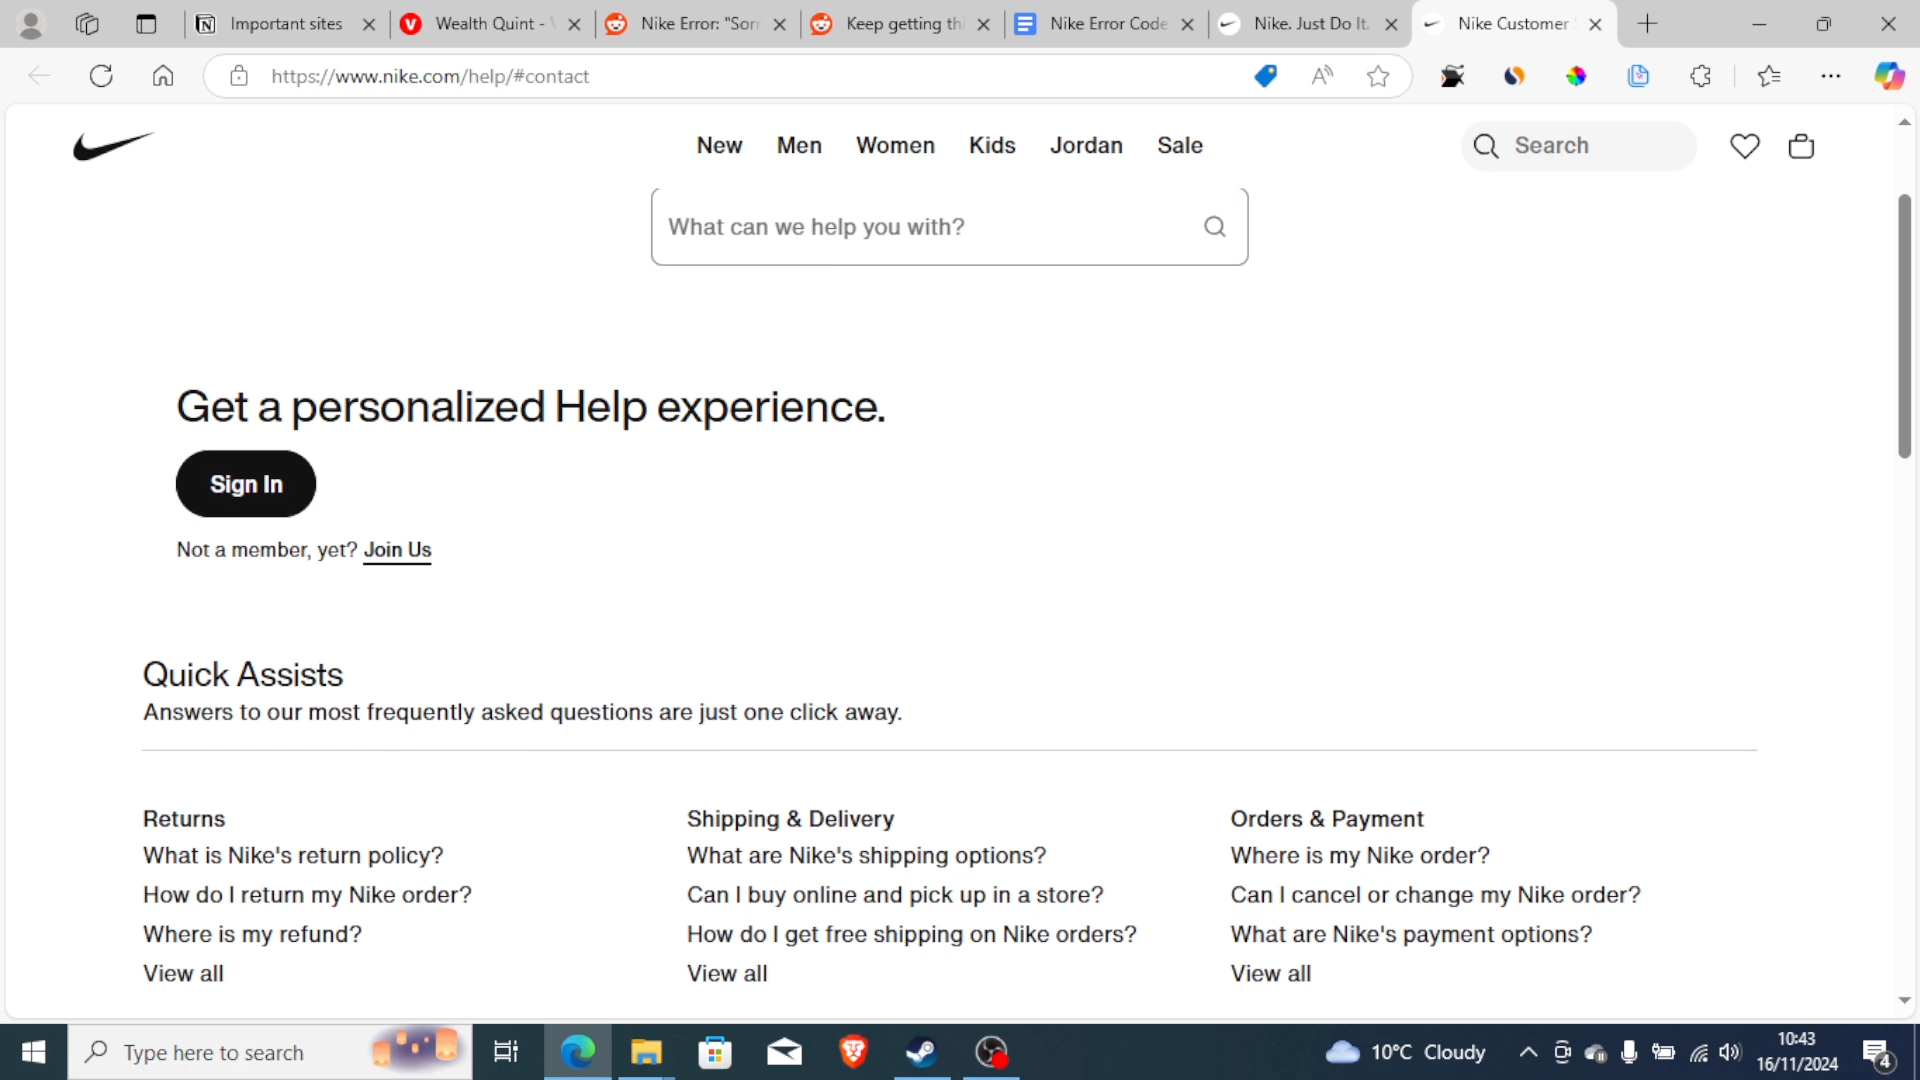 Important sites
Wealth Quint -
Nike Error: "Sorr
Keep getting thi
Nike Error Code
Nike. Just Do It.
Nike Customer
https://www.nike.com/help/#contact
New Men Women Kids Jordan Sale
Search
What can we help you with?
Get a personalized Help experience.
Sign In
Not a member, yet? Join Us
Quick Assists
Answers to our most frequently asked questions are just one click away.
Returns
What is Nike's return policy?
How do I return my Nike order?
Where is my refund?
View all
Shipping & Delivery
What are Nike's shipping options?
Can I buy online and pick up in a store?
How do I get free shipping on Nike orders?
View all
Orders & Payment
Where is my Nike order?
Can I cancel or change my Nike order?
What are Nike's payment options?
View all
Type here to search
10°C Cloudy
10:43
16/11/2024
4